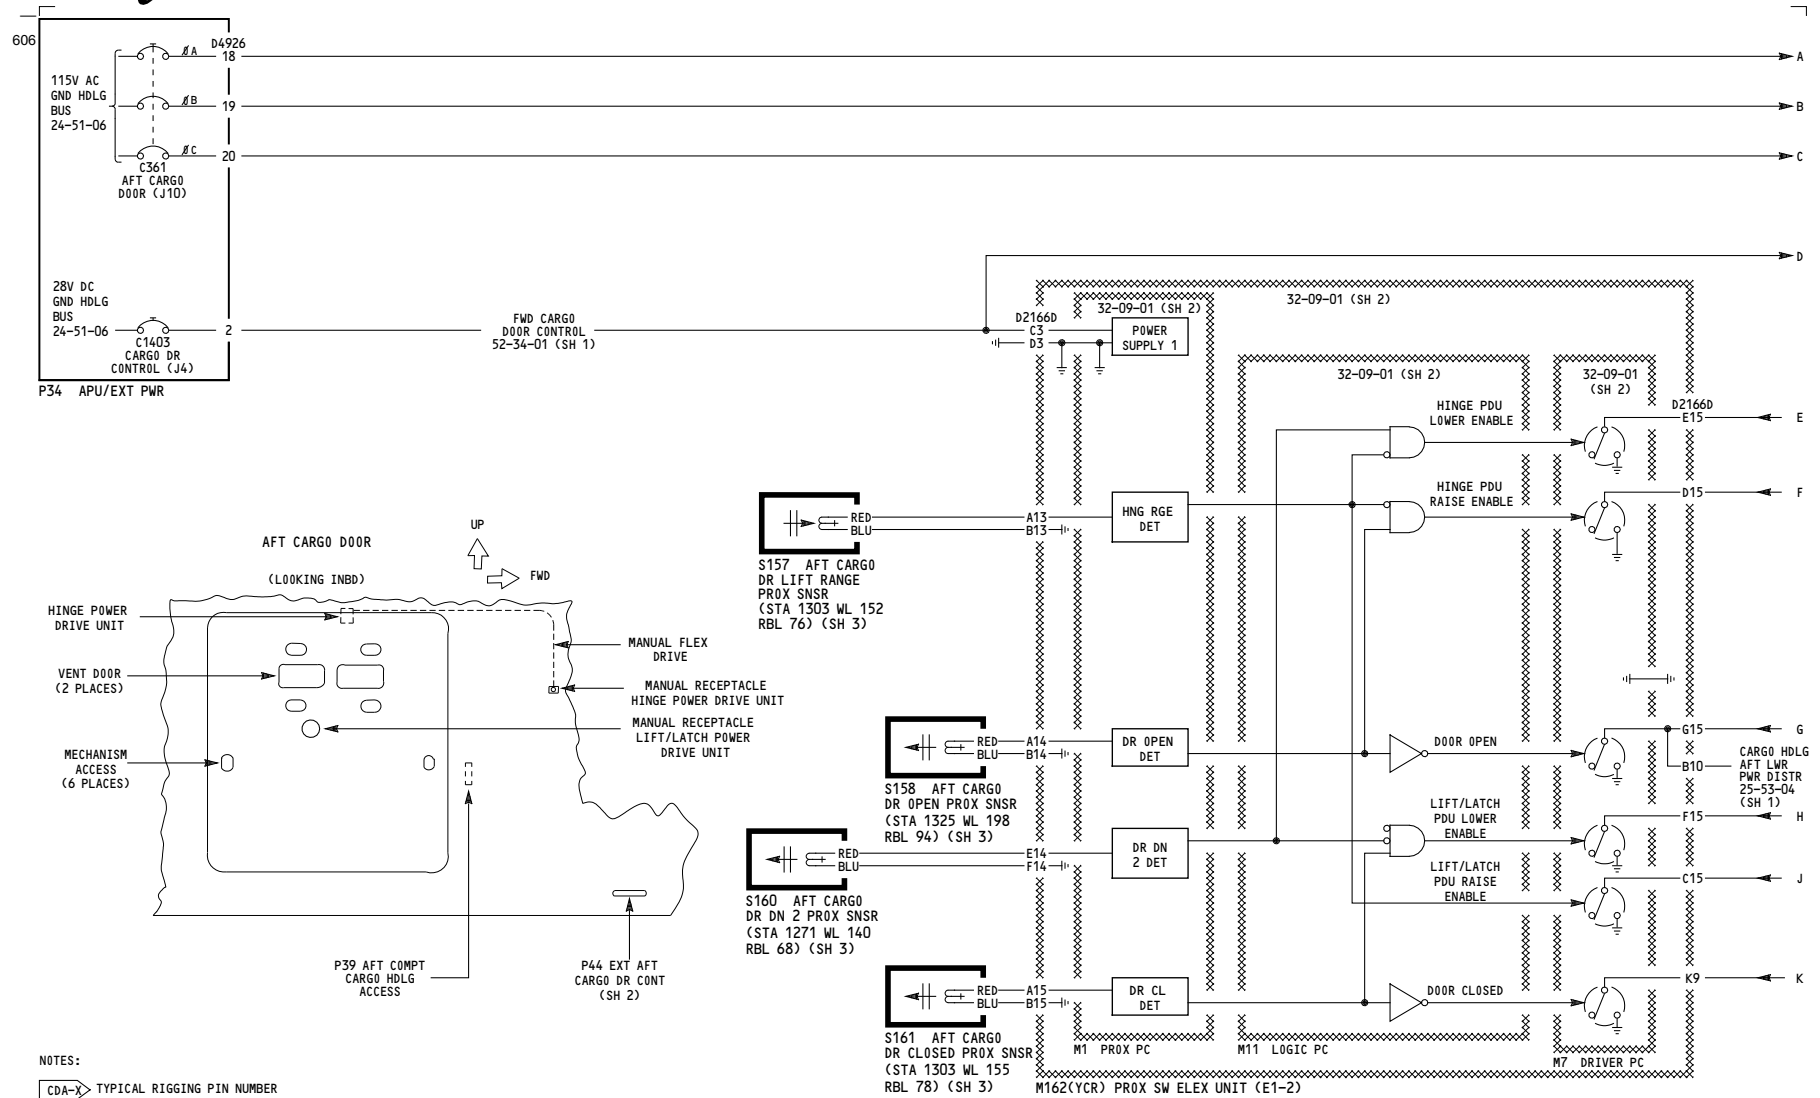 606
D4926
ØA
18
A
115V AC
GND HDLG
BUS
24-51-06
ØB
19
B
ØC
20
C
C361
AFT CARGO
DOOR (J10)
D
28V DC
GND HDLG
BUS
24-51-06
2
C1403
CARGO DR
CONTROL (J4)
P34 APU/EXT PWR
FWD CARGO
DOOR CONTROL
52-34-01 (SH 1)
32-09-01 (SH 2)
32-09-01 (SH 2)
D2166D
C3
D3
POWER
SUPPLY 1
32-09-01 (SH 2)
32-09-01
(SH 2)
HINGE PDU
LOWER ENABLE
D2166D
E15
E
HINGE PDU
RAISE ENABLE
D15
F
RED
BLU
A13
B13
HNG RGE
DET
S157 AFT CARGO
DR LIFT RANGE
PROX SNSR
(STA 1303 WL 152
RBL 76) (SH 3)
AFT CARGO DOOR
(LOOKING INBD)
UP
FWD
HINGE POWER
DRIVE UNIT
VENT DOOR
(2 PLACES)
MECHANISM
ACCESS
(6 PLACES)
MANUAL FLEX
DRIVE
MANUAL RECEPTACLE
HINGE POWER DRIVE UNIT
MANUAL RECEPTACLE
LIFT/LATCH POWER
DRIVE UNIT
P39 AFT COMPT
CARGO HDLG
ACCESS
P44 EXT AFT
CARGO DR CONT
(SH 2)
RED
BLU
A14
B14
DR OPEN
DET
DOOR OPEN
G15
G
B10
CARGO HDLG
AFT LWR
PWR DISTR
25-53-04
(SH 1)
S158 AFT CARGO
DR OPEN PROX SNSR
(STA 1325 WL 198
RBL 94) (SH 3)
LIFT/LATCH
PDU LOWER
ENABLE
F15
H
RED
BLU
E14
F14
DR DN
2 DET
LIFT/LATCH
PDU RAISE
ENABLE
C15
J
S160 AFT CARGO
DR DN 2 PROX SNSR
(STA 1271 WL 140
RBL 68) (SH 3)
RED
BLU
A15
B15
DR CL
DET
DOOR CLOSED
K9
K
S161 AFT CARGO
DR CLOSED PROX SNSR
(STA 1303 WL 155
RBL 78) (SH 3)
M1 PROX PC
M11 LOGIC PC
M7 DRIVER PC
M162(YCR) PROX SW ELEX UNIT (E1-2)
NOTES:
CDA-X TYPICAL RIGGING PIN NUMBER